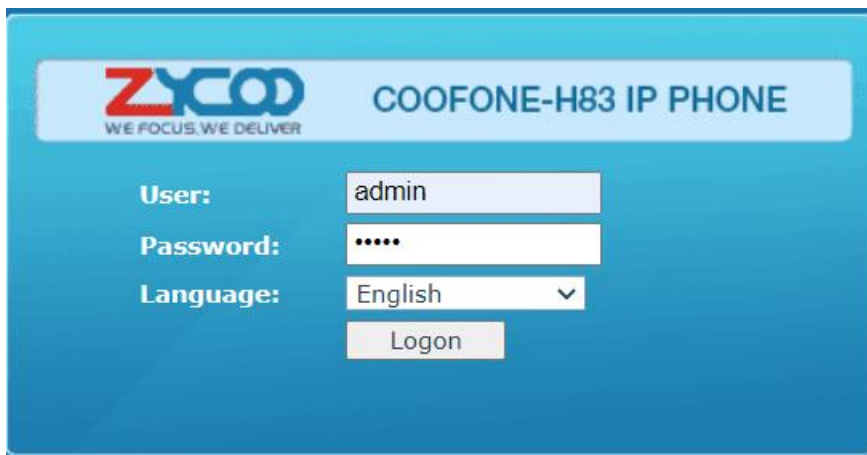 ZYCOO
WE FOCUS, WE DELIVER
COOFONE-H83 IP PHONE
User: admin
Password: •••••
Language: English
Logon